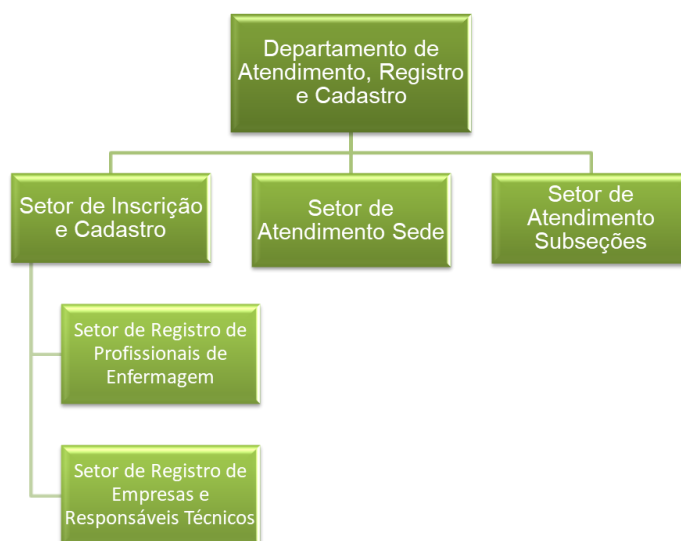 Departamento de
Atendimento, Registro
e Cadastro
Setor de Inscrição
e Cadastro
Setor de
Atendimento Sede
Setor de
Atendimento
Subseções
Setor de Registro de
Profissionais de
Enfermagem
Setor de Registro de
Empresas e
Responsáveis Técnicos